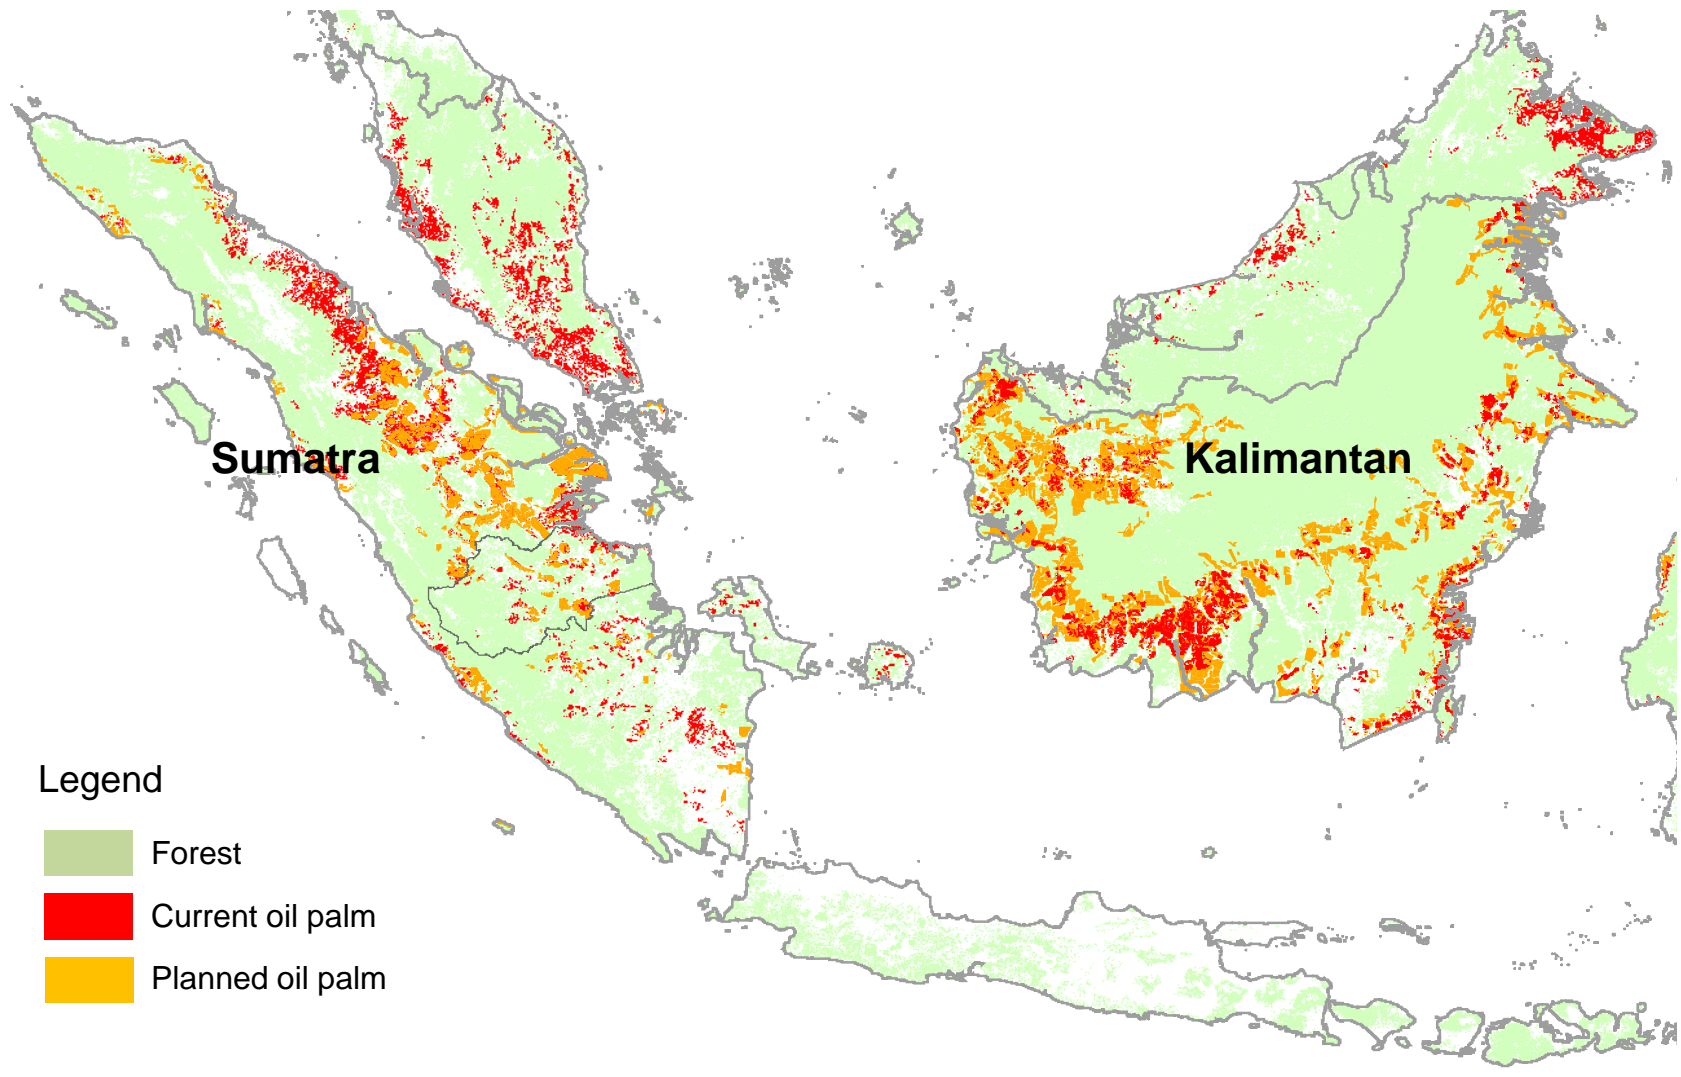 Sumatra
Kalimantan
Legend
Forest
Current oil palm
Planned oil palm